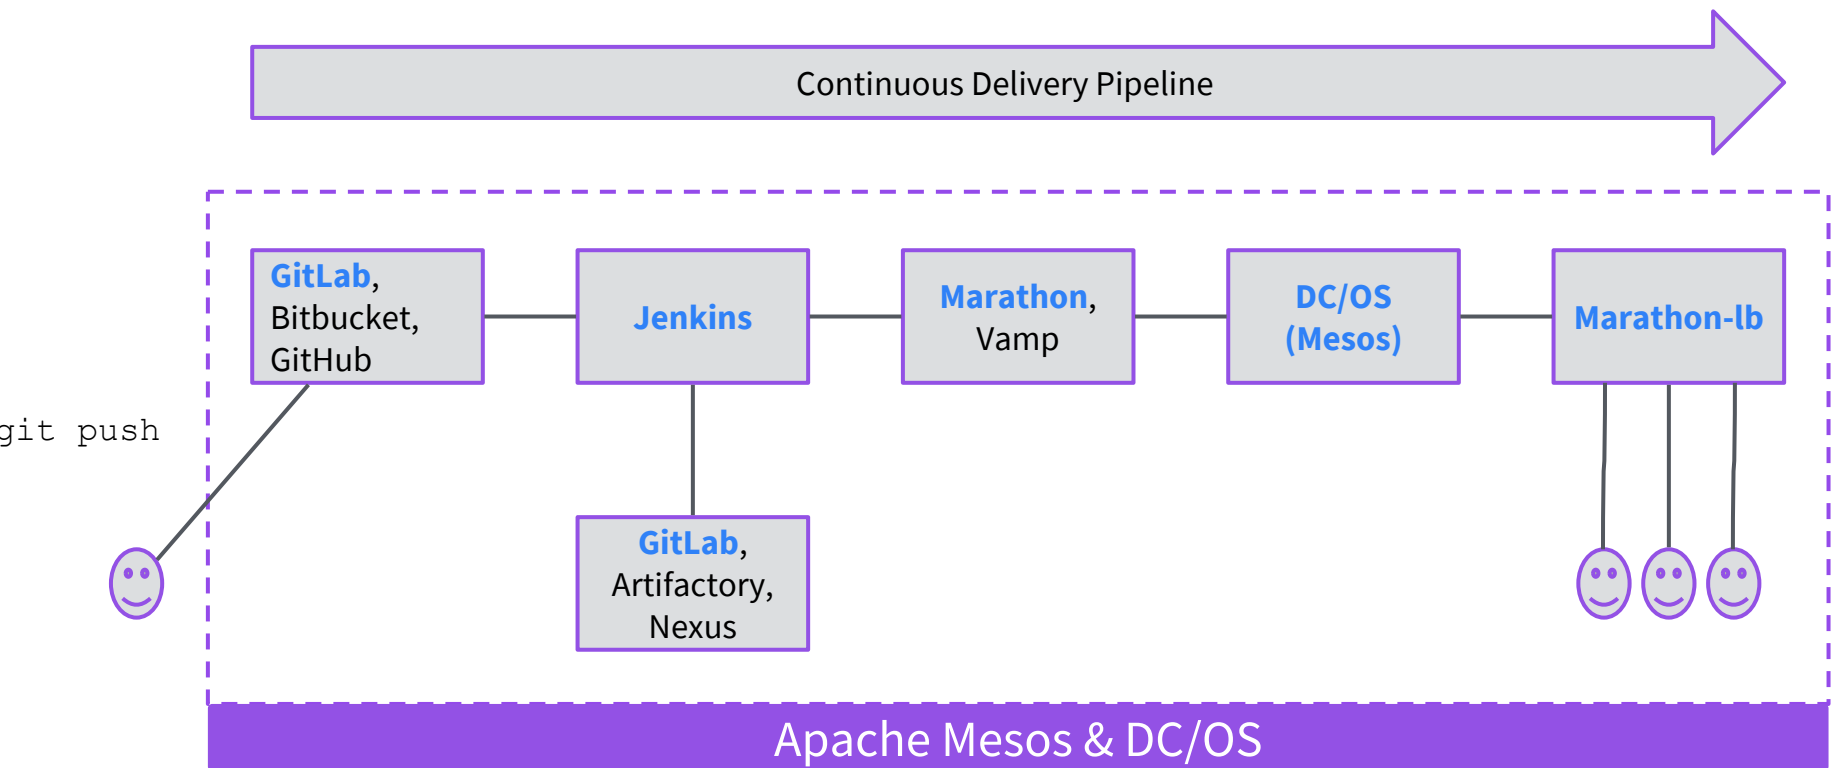 Continuous Delivery Pipeline
GitLab,
Bitbucket,
GitHub
Jenkins
Marathon,
Vamp
DC/OS
(Mesos)
Marathon-lb
git push
GitLab,
Artifactory,
Nexus
Apache Mesos & DC/OS